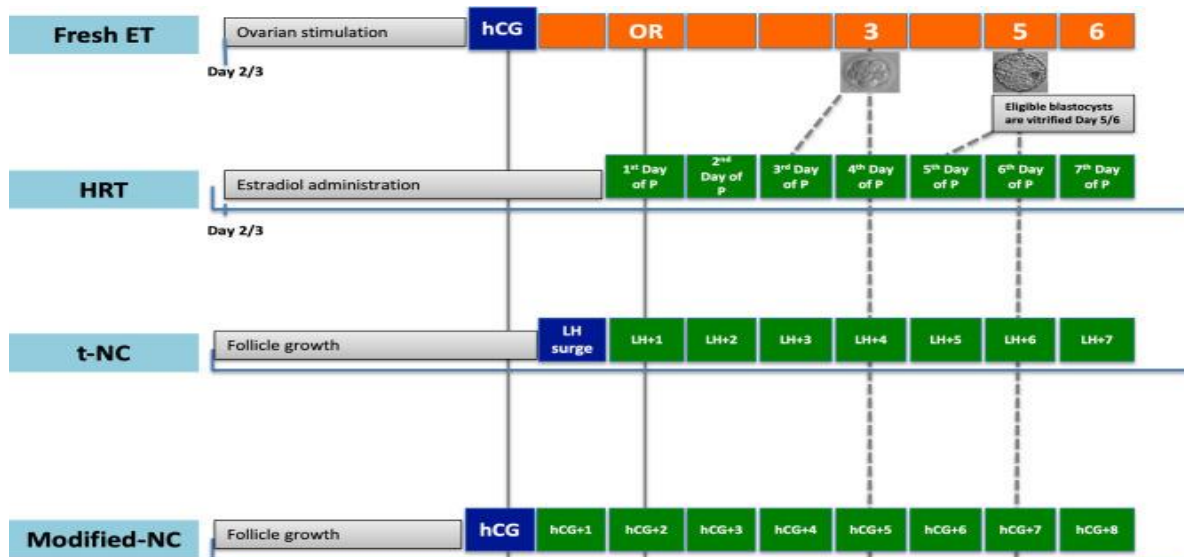 Fresh ET
Ovarian stimulation
hCG
OR
3
5
6
Day 2/3
Eligible blastocysts
are vitrified Day 5/6
HRT
Estradiol administration
1st Day
of P
2nd
Day of
P
3rd Day
of P
4th Day
of P
5th Day
of P
6th Day
of P
7th Day
of P
Day 2/3
t-NC
Follicle growth
LH
surge
LH+1
LH+2
LH+3
LH+4
LH+5
LH+6
LH+7
Modified-NC
Follicle growth
hCG
hCG+1
hCG+2
hCG+3
hCG+4
hCG+5
hCG+6
hCG+7
hCG+8